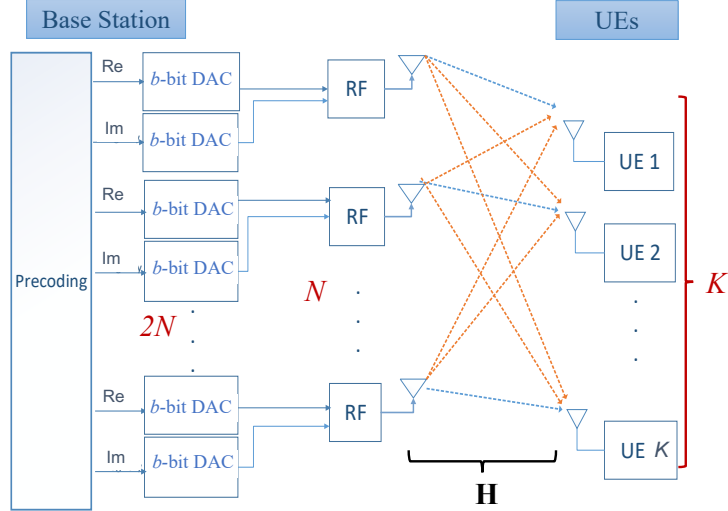 Base Station
UEs
Re
b-bit DAC
RF
Im
b-bit DAC
UE 1
Re
b-bit DAC
RF
Im
b-bit DAC
UE 2
Precoding
2N
N
K
Re
b-bit DAC
RF
Im
b-bit DAC
UE K
H